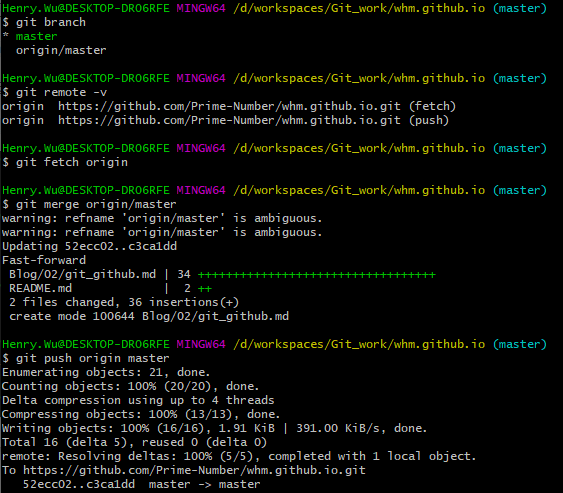 Henry.Wu@DESKTOP-DRO6RFE MINGW64 /d/workspaces/Git_work/whm.github.io (master)
$ git branch
* master
  origin/master

Henry.Wu@DESKTOP-DRO6RFE MINGW64 /d/workspaces/Git_work/whm.github.io (master)
$ git remote -v
origin  https://github.com/Prime-Number/whm.github.io.git (fetch)
origin  https://github.com/Prime-Number/whm.github.io.git (push)

Henry.Wu@DESKTOP-DRO6RFE MINGW64 /d/workspaces/Git_work/whm.github.io (master)
$ git fetch origin

Henry.Wu@DESKTOP-DRO6RFE MINGW64 /d/workspaces/Git_work/whm.github.io (master)
$ git merge origin/master
warning: refname 'origin/master' is ambiguous.
warning: refname 'origin/master' is ambiguous.
Updating 52ecc02..c3ca1dd
Fast-forward
 Blog/02/git_github.md | 34 ++++++++++++++++++++++++++++++++++
 README.md             |  2 ++
 2 files changed, 36 insertions(+)
 create mode 100644 Blog/02/git_github.md

Henry.Wu@DESKTOP-DRO6RFE MINGW64 /d/workspaces/Git_work/whm.github.io (master)
$ git push origin master
Enumerating objects: 21, done.
Counting objects: 100% (20/20), done.
Delta compression using up to 4 threads
Compressing objects: 100% (13/13), done.
Writing objects: 100% (16/16), 1.91 KiB | 391.00 KiB/s, done.
Total 16 (delta 5), reused 0 (delta 0)
remote: Resolving deltas: 100% (5/5), completed with 1 local object.
To https://github.com/Prime-Number/whm.github.io.git
   52ecc02..c3ca1dd  master -> master